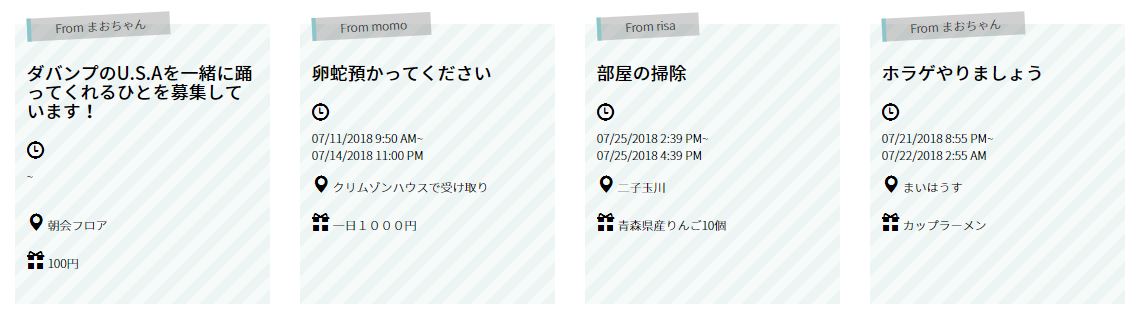 From まおちゃん
ダバンプのU.S.Aを一緒に踊
ってくれるひとを募集して
います！
~
朝会フロア
100円
From momo
卵蛇預かってください
07/11/2018 9:50 AM~
07/14/2018 11:00 PM
クリムゾンハウスで受け取り
一日１０００円
From risa
部屋の掃除
07/25/2018 2:39 PM~
07/25/2018 4:39 PM
二子玉川
青森県産りんご10個
From まおちゃん
ホラゲやりましょう
07/21/2018 8:55 PM~
07/22/2018 2:55 AM
まいはうす
カップラーメン